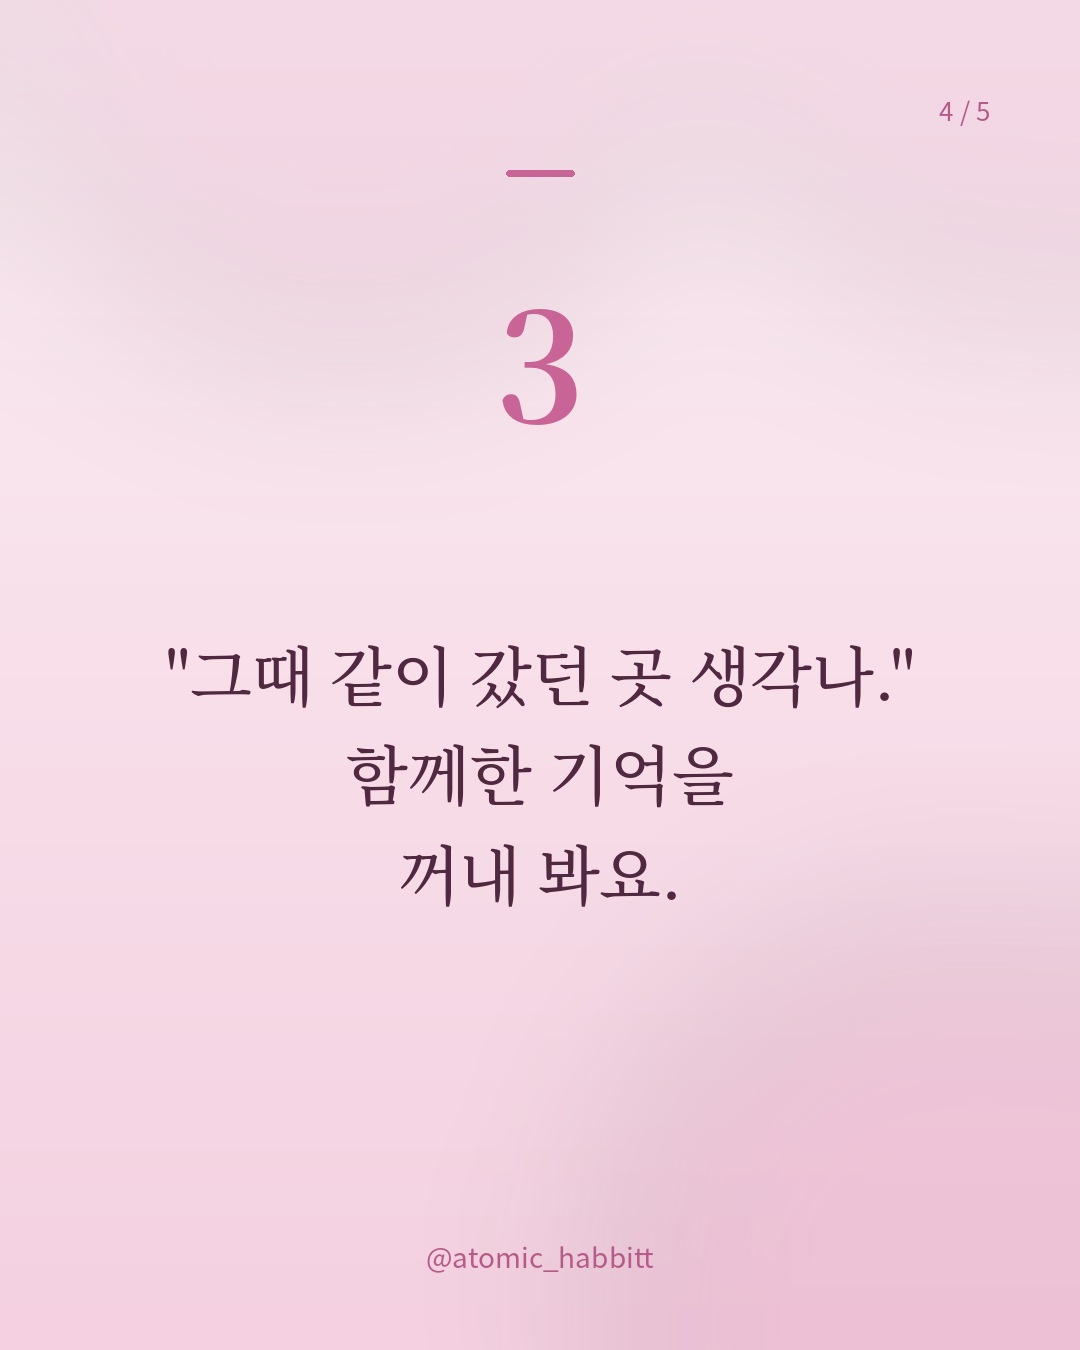 4 / 5
3
"그때 같이 갔던 곳 생각나."
함께한 기억을
꺼내 봐요.
@atomic_habbitt